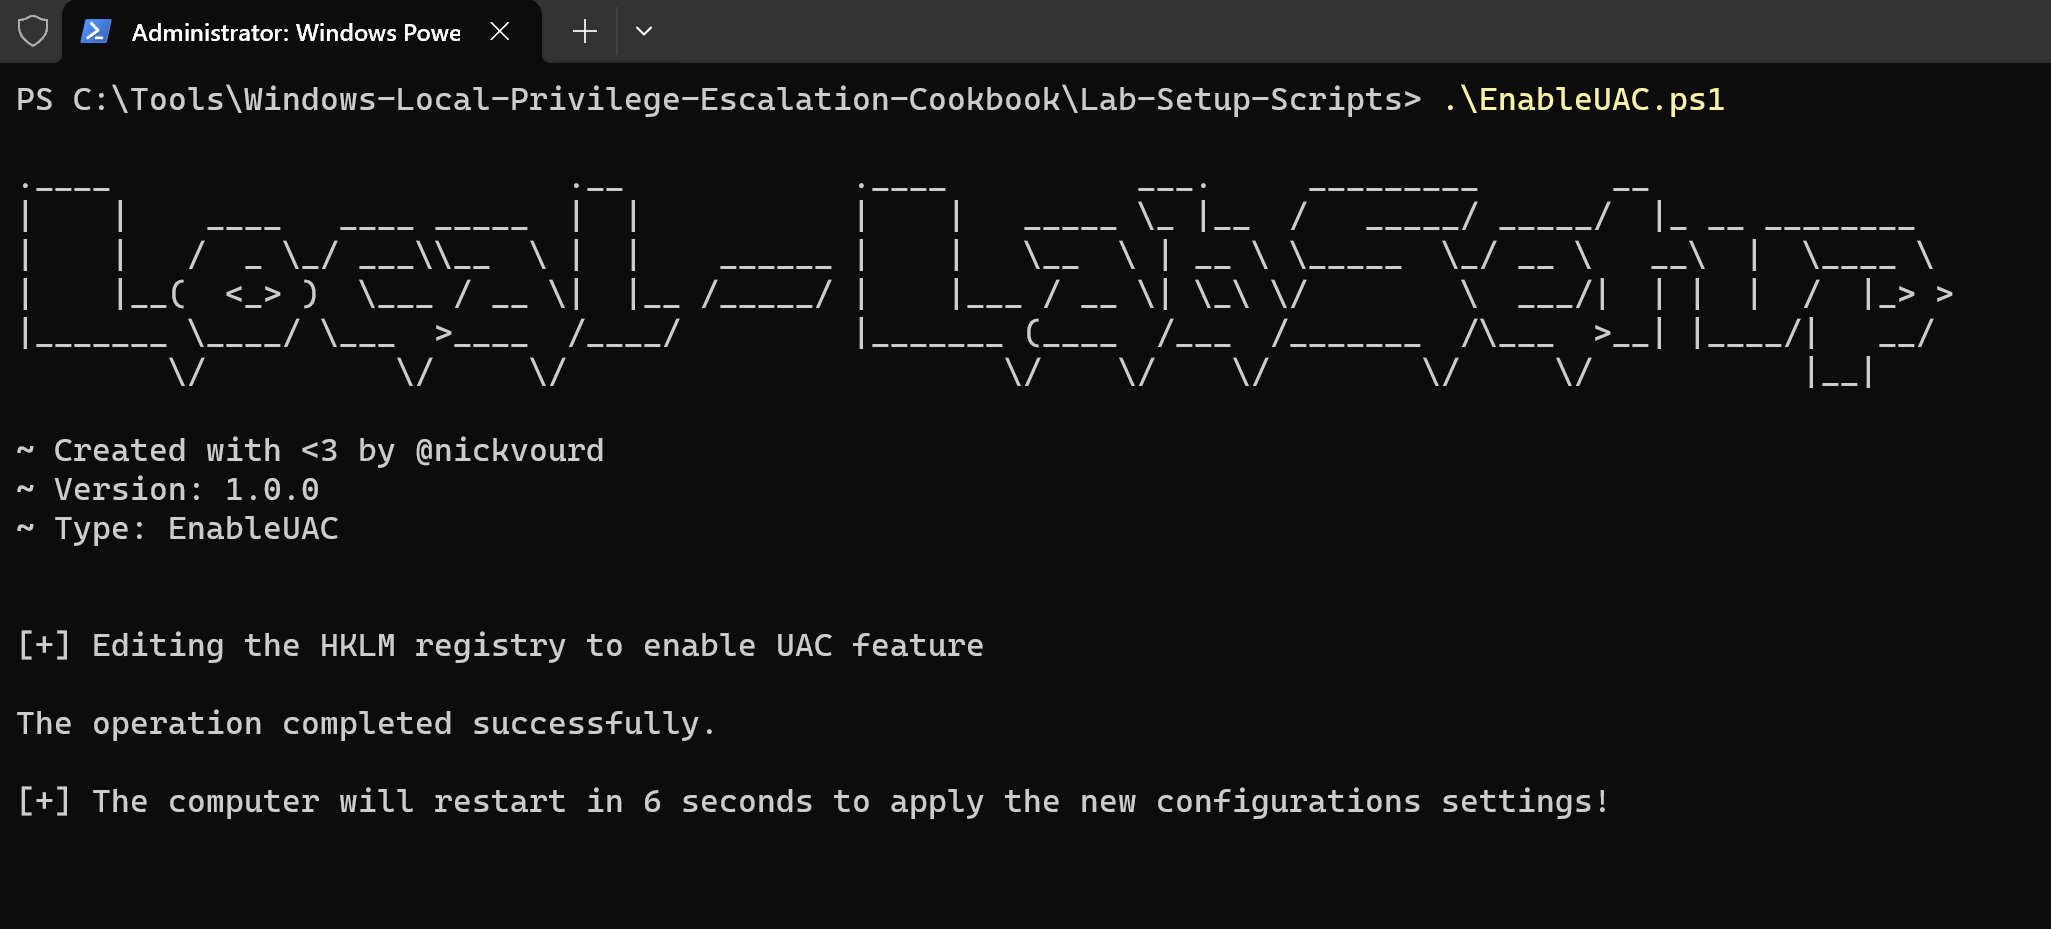 Administrator: Windows Powe
PS C:\Tools\Windows-Local-Privilege-Escalation-Cookbook\Lab-Setup-Scripts> .\EnableUAC.ps1
Local-LabSetup
~ Created with <3 by @nickvourd
~ Version: 1.0.0
~ Type: EnableUAC
[+] Editing the HKLM registry to enable UAC feature
The operation completed successfully.
[+] The computer will restart in 6 seconds to apply the new configurations settings!